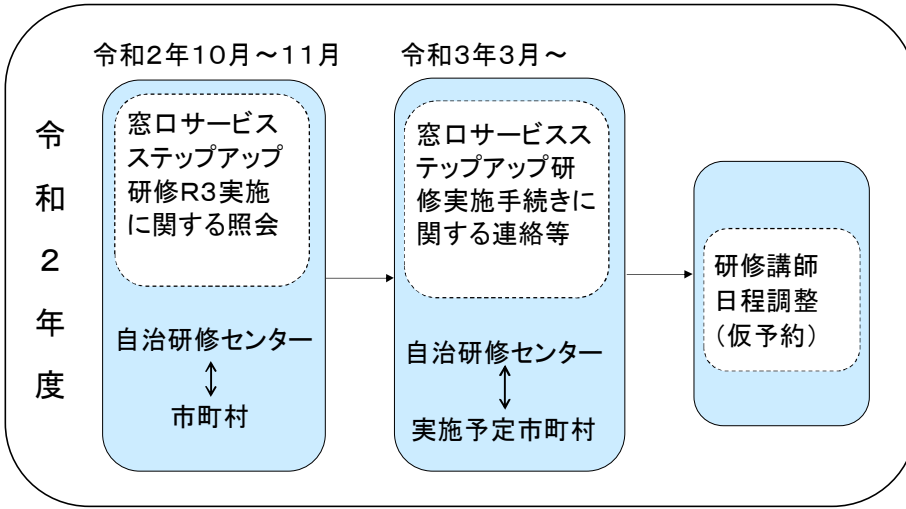 令和2年度
令和2年10月～11月
窓口サービス
ステップアップ
研修R3実施
に関する照会
自治研修センター
市町村
令和3年3月～
窓口サービスス
テップアップ研
修実施手続きに
関する連絡等
自治研修センター
実施予定市町村
研修講師
日程調整
（仮予約）